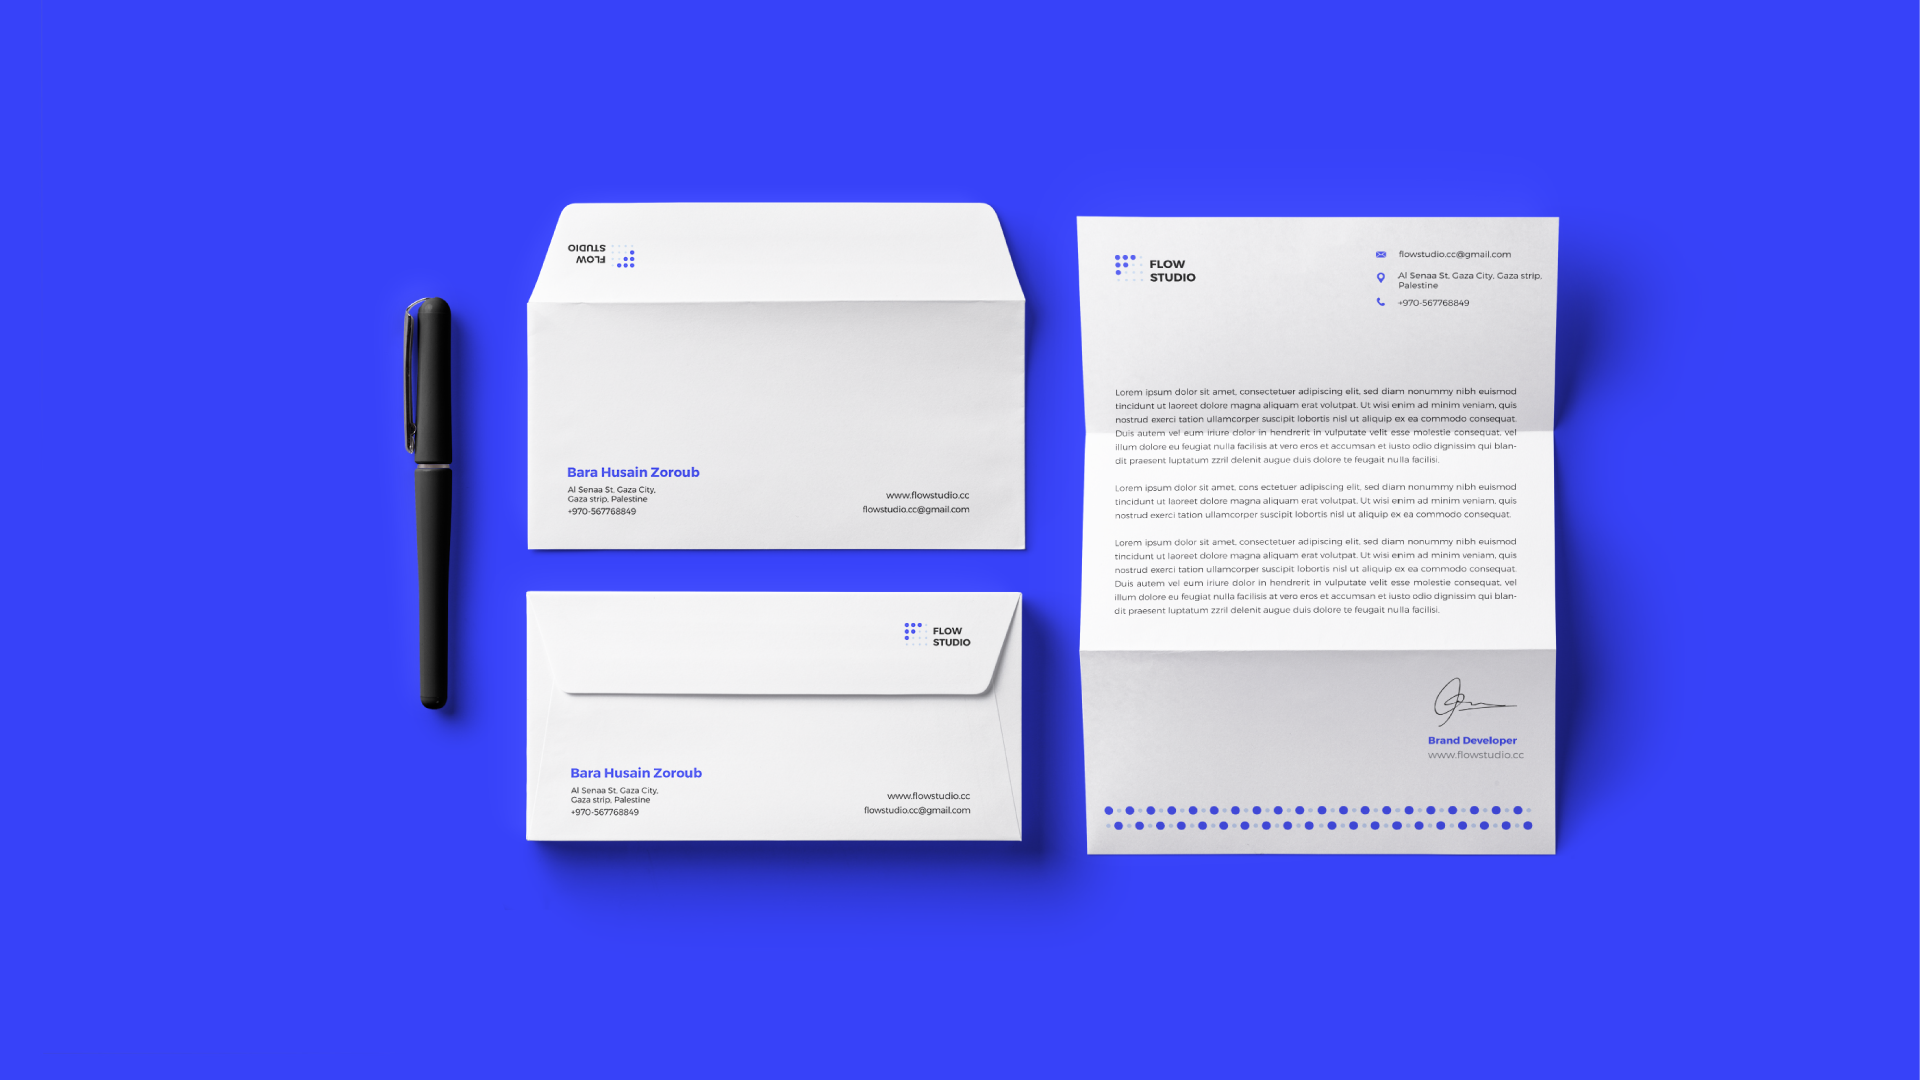 FLOW
STUDIO
Bara Husain Zoroub
Al Senaa St, Gaza City,
Gaza strip, Palestine
+970-567768849
www.flowstudio.cc
flowstudio.cc@gmail.com
FLOW
STUDIO
Bara Husain Zoroub
Al Senaa St, Gaza City,
Gaza strip, Palestine
+970-567768849
www.flowstudio.cc
flowstudio.cc@gmail.com
FLOW
STUDIO
flowstudio.cc@gmail.com
Al Senaa St, Gaza City, Gaza strip,
Palestine
+970-567768849
Lorem ipsum dolor sit amet, consectetuer adipiscing elit, sed diam nonummy nibh euismod
tincidunt ut laoreet dolore magna aliquam erat volutpat. Ut wisi enim ad minim veniam, quis
nostrud exerci tation ullamcorper suscipit lobortis nisl ut aliquip ex ea commodo consequat.
Duis autem vel eum iriure dolor in hendrerit in vulputate velit esse molestie consequat, vel
illum dolore eu feugiat nulla facilisis at vero eros et accumsan et iusto odio dignissim qui blan-
dit praesent luptatum zzril delenit augue duis dolore te feugait nulla facilisi.
Lorem ipsum dolor sit amet, cons ectetuer adipiscing elit, sed diam nonummy nibh euismod
tincidunt ut laoreet dolore magna aliquam erat volutpat. Ut wisi enim ad minim veniam, quis
nostrud exerci tation ullamcorper suscipit lobortis nisl ut aliquip ex ea commodo consequat.
Lorem ipsum dolor sit amet, consectetuer adipiscing elit, sed diam nonummy nibh euismod
tincidunt ut laoreet dolore magna aliquam erat volutpat. Ut wisi enim ad minim veniam, quis
nostrud exerci tation ullamcorper suscipit lobortis nisl ut aliquip ex ea commodo consequat.
Duis autem vel eum iriure dolor in hendrerit in vulputate velit esse molestie consequat, vel
illum dolore eu feugiat nulla facilisis at vero eros et accumsan et iusto odio dignissim qui blan-
dit praesent luptatum zzril delenit augue duis dolore te feugait nulla facilisi.
Brand Developer
www.flowstudio.cc